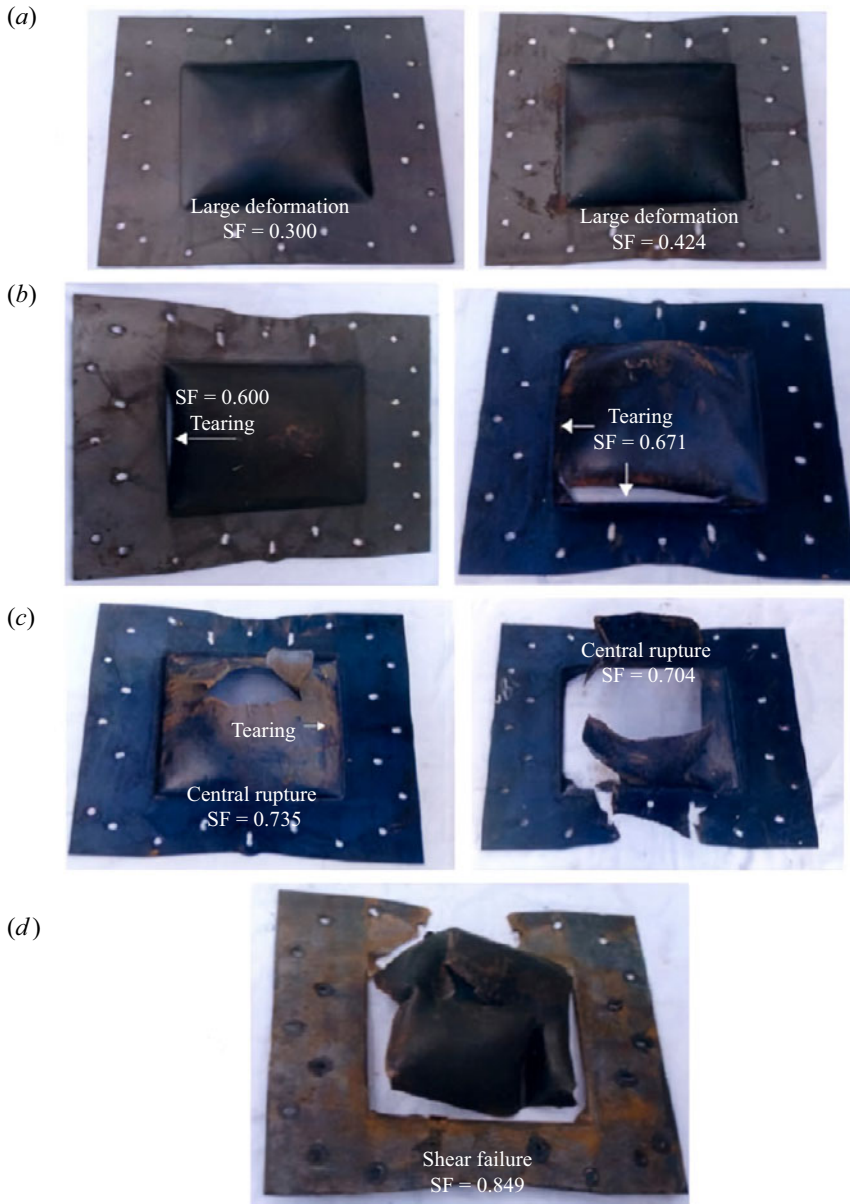 (a)
Large deformation
SF = 0.300
Large deformation
SF = 0.424
(b)
SF = 0.600
Tearing
Tearing
SF = 0.671
(c)
Tearing
Central rupture
SF = 0.735
Central rupture
SF = 0.704
(d)
Shear failure
SF = 0.849